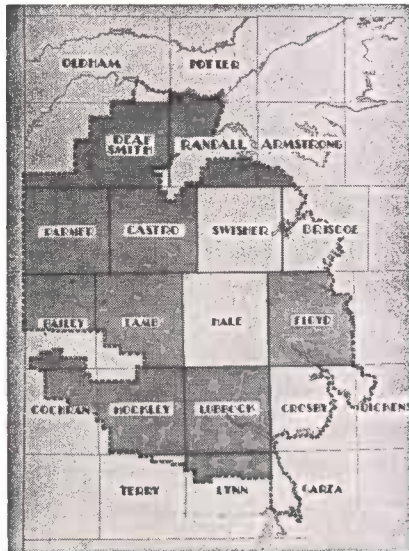 OLDHAM POTTER
DEAF SMITH RANDALL ARMSTRONG
PARMER CASTRO SWISHER BRISCOE
BAILEY LAMB HALE FLOYD
COCHRAN HOCKLEY LUBBOCK CROSBY DICKENS
TERRY LYNN GARZA